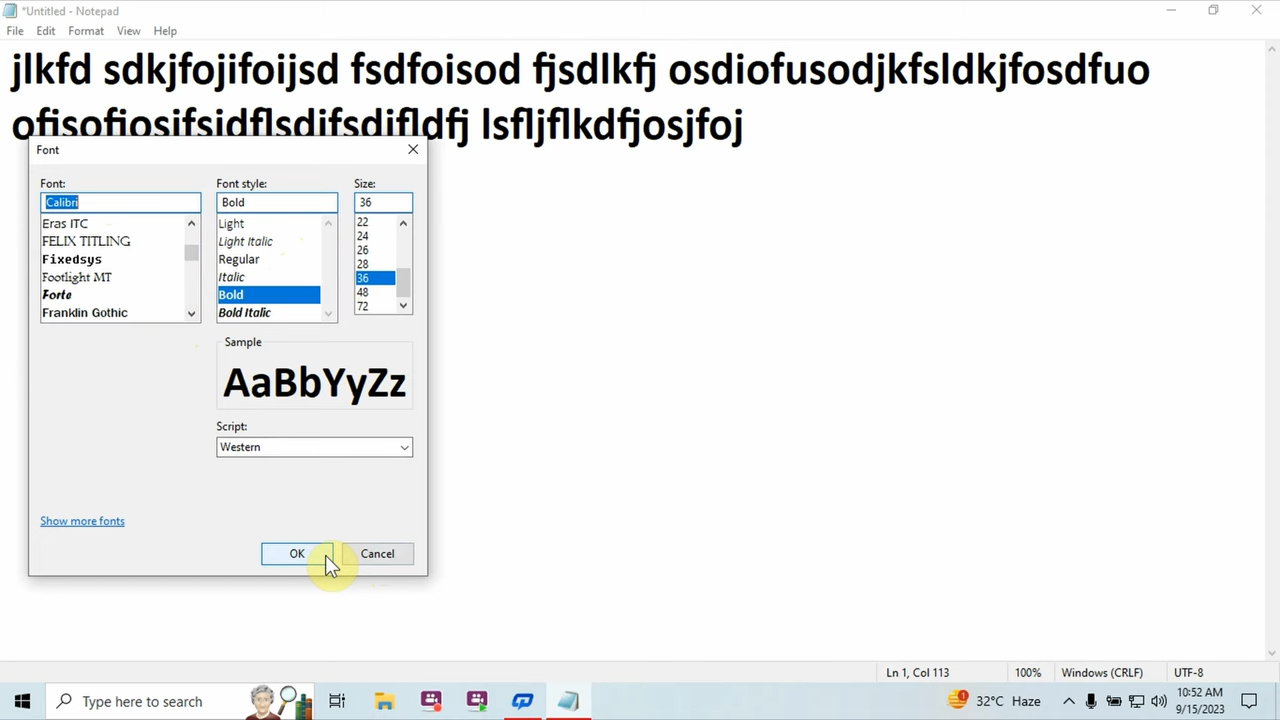 *Untitled - Notepad
File Edit Format View Help
jlkfd sdkjfojifoijsd fsdfoisod fjsdlkfj osdiofusodjkfsldkjfosdfuo
ofisofiosifsidflsdifsdifldfj lsfljflkdfjosjfoj
Font
Font: Font style: Size:
Calibri Bold 36
Eras ITC
FELIX TITLING
Fixedsys
Footlight MT
Forte
Franklin Gothic
Light
Light Italic
Regular
Italic
Bold
Bold Italic
22
24
26
28
36
48
72
Sample
AaBbYyZz
Script:
Western
Show more fonts
OK Cancel
Ln 1, Col 113 100% Windows (CRLF) UTF-8
Type here to search
1
32°C Haze
10:52 AM
9/15/2023